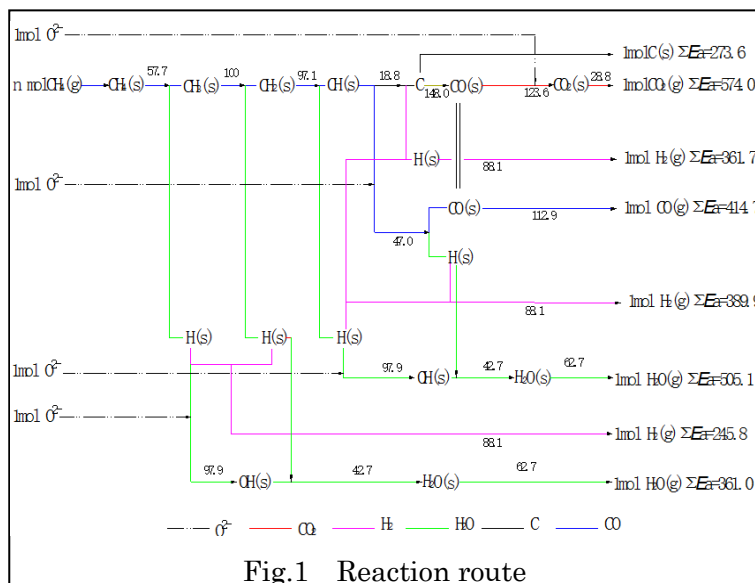 1mol O²⁻
1molC(s) ΣEa=273.6
n molCH₄(g) CH₄(s) 57.7 CH₃(s) 100 CH₂(s) 97.1 CH(s) 18.8 C 148.0 CO(s) 123.6 CO₂(s) 28.8 1molCO₂(g) ΣEa=574.0
H(s) 88.1 1mol H₂(g) ΣEa=361.7
1mol O²⁻
CO(s) 112.9 1mol CO(g) ΣEa=414.7
47.0
H(s)
88.1 1mol H₂(g) ΣEa=389.9
H(s) H(s) H(s)
1mol O²⁻ 97.9 OH(s) 42.7 H₂O(s) 62.7 1mol H₂O(g) ΣEa=505.1
1mol O²⁻
88.1 1mol H₂(g) ΣEa=245.8
97.9 OH(s) 42.7 H₂O(s) 62.7 1mol H₂O(g) ΣEa=361.0
O²⁻ CO₂ H₂ H₂O C CO
Fig.1 Reaction route